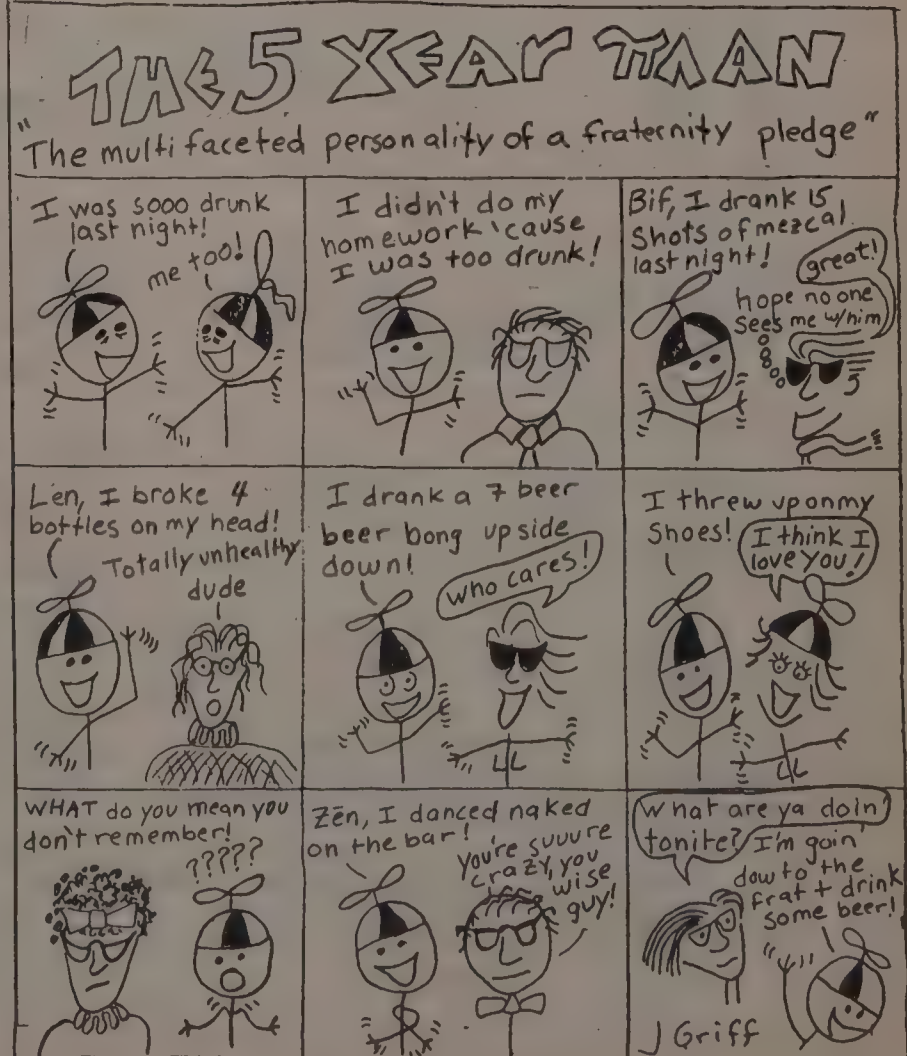 THE 5 YEAR MAN
"The multifaceted personality of a fraternity pledge"
I was sooo drunk
last night!
me too!
I didn't do my
homework 'cause
I was too drunk!
Bif, I drank 15
shots of mezcal
last night!
great!
hope no one
sees me w/him
Len, I broke 4
bottles on my head!
Totally unhealthy
dude
I drank a 7 beer
beer bong upside
down!
who cares!
I threw up on my
shoes!
I think I
love you!
WHAT do you mean you
don't remember!
?????
Zēn, I danced naked
on the bar!
you're suuure
crazy, you
wise
guy!
What are ya doin'
tonite?
I'm goin'
dow to the
frat + drink
some beer!
J Griff